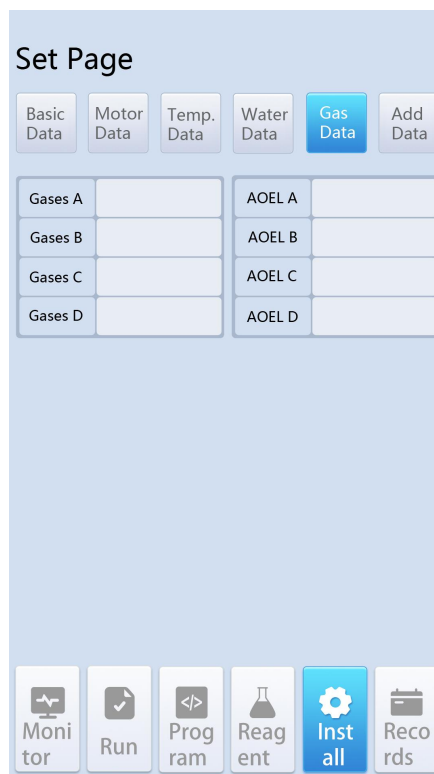 Set Page
Basic
Data
Motor
Data
Temp.
Data
Water
Data
Gas
Data
Add
Data
Gases A
AOEL A
Gases B
AOEL B
Gases C
AOEL C
Gases D
AOEL D
Moni
tor
Run
</>
Prog
ram
Reag
ent
Inst
all
Reco
rds